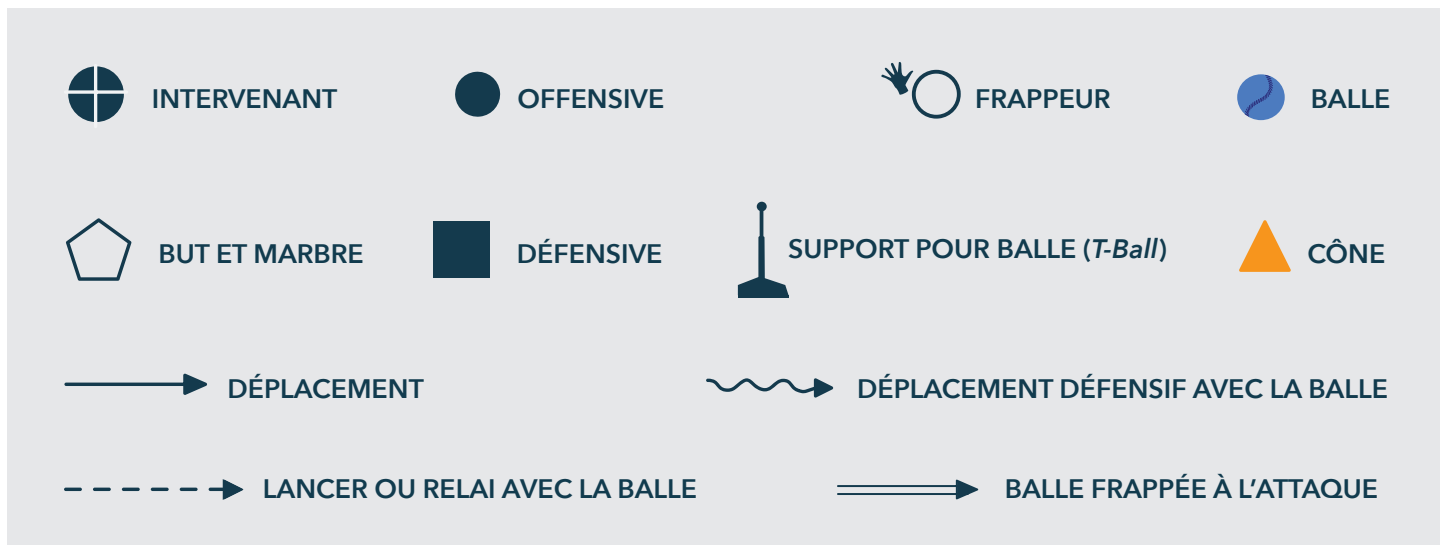 INTERVENANT
OFFENSIVE
FRAPPEUR
BALLE
BUT ET MARBRE
DÉFENSIVE
SUPPORT POUR BALLE (T-Ball)
CÔNE
DÉPLACEMENT
DÉPLACEMENT DÉFENSIF AVEC LA BALLE
LANCER OU RELAI AVEC LA BALLE
BALLE FRAPPÉE À L’ATTAQUE